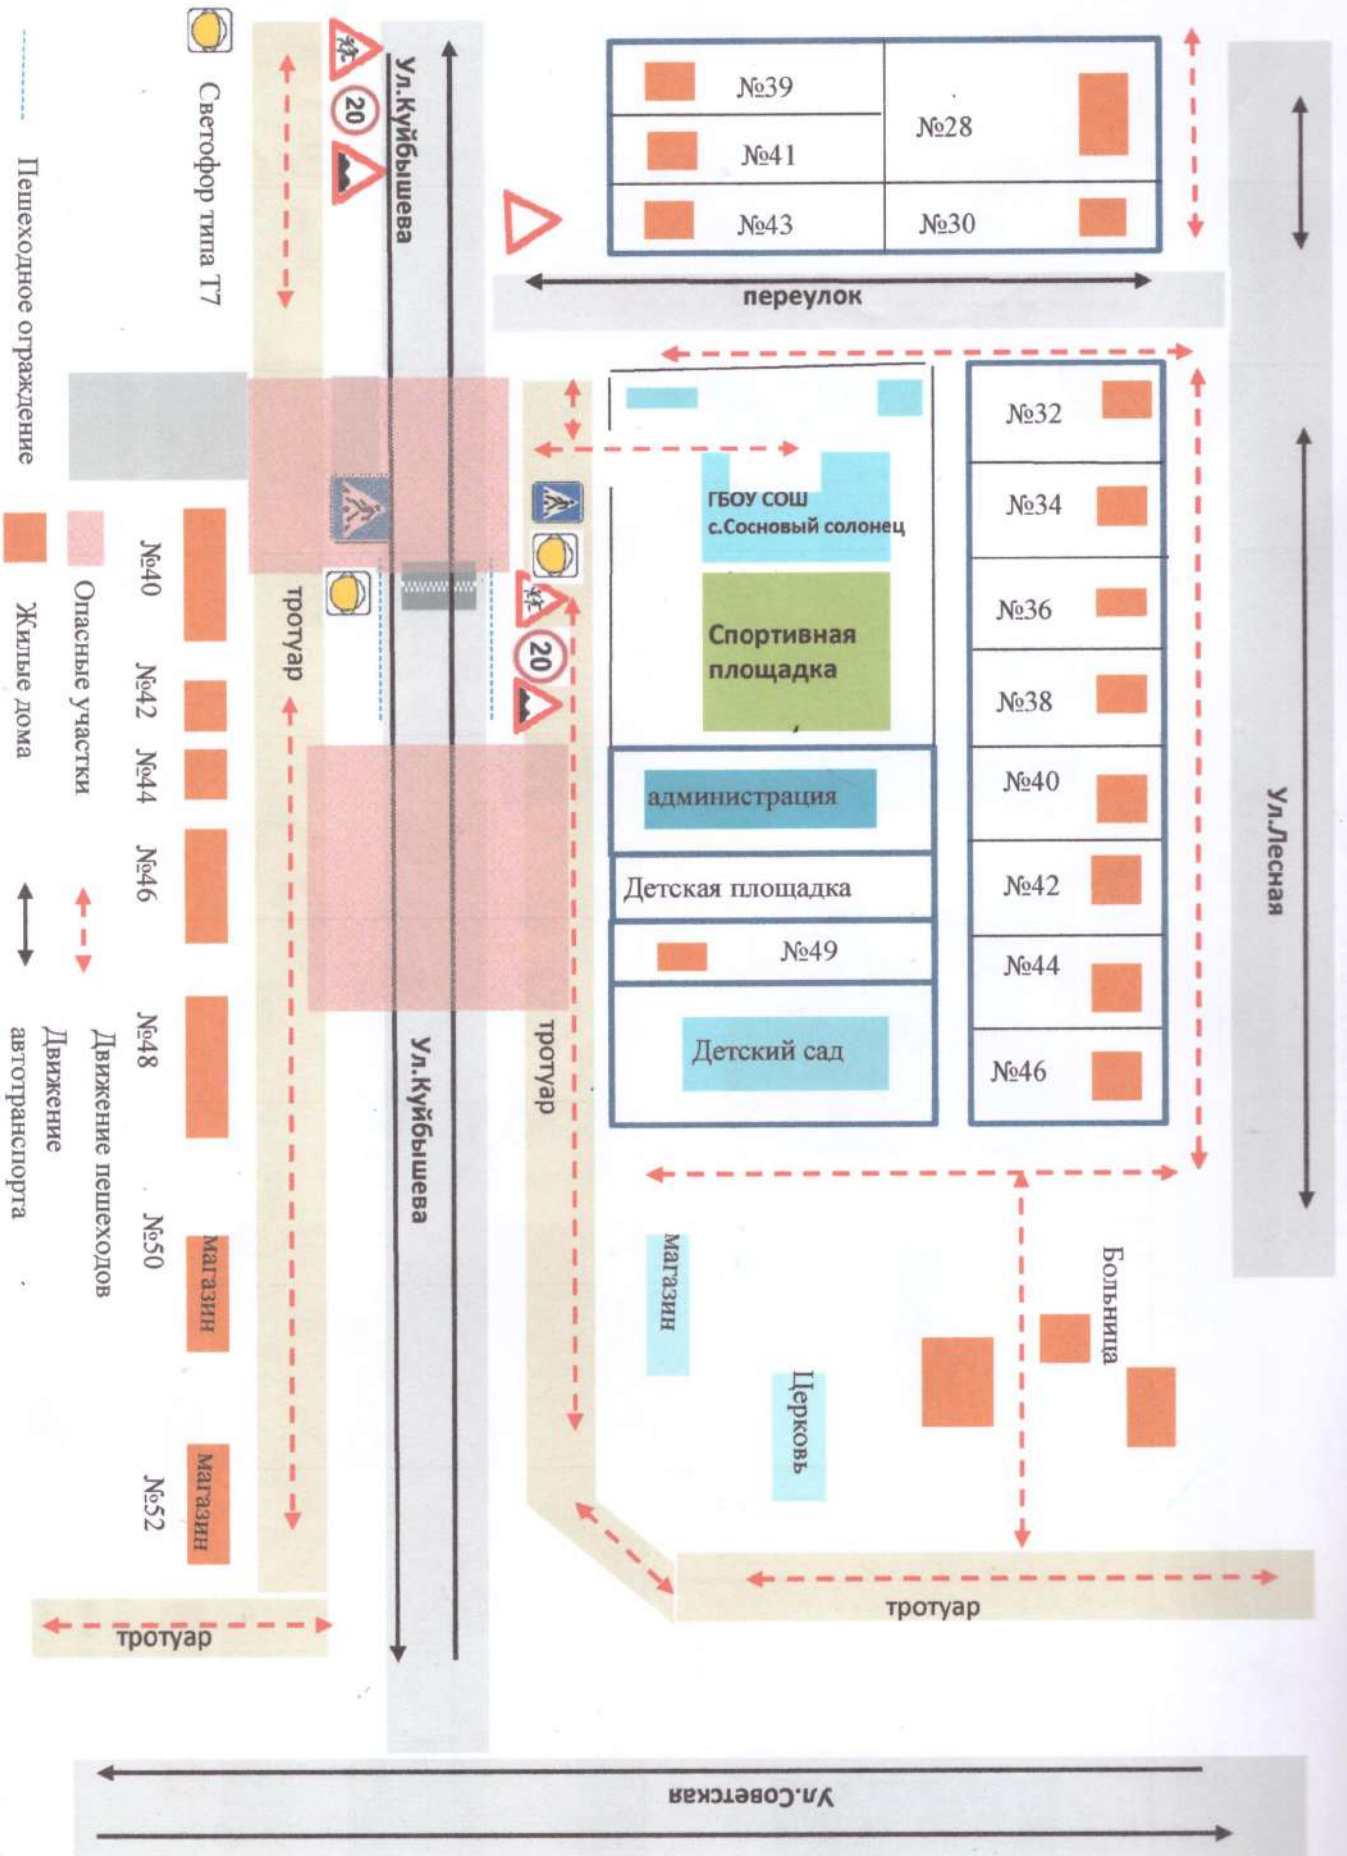 №39
№28
№41
№43
№30
переулок
Ул.Лесная
№32
№34
№36
№38
№40
№42
№44
№46
ГБОУ СОШ
с.Сосновый солонец
Спортивная
площадка
администрация
Детская площадка
№49
Детский сад
Больница
Церковь
магазин
тротуар
тротуар
20
20
Ул.Куйбышева
Ул.Куйбышева
Ул.Советская
тротуар
тротуар
№40
№42
№44
№46
№48
№50
магазин
№52
магазин
Светофор типа Т7
Пешеходное ограждение
Опасные участки
Жилые дома
Движение пешеходов
Движение
автотранспорта